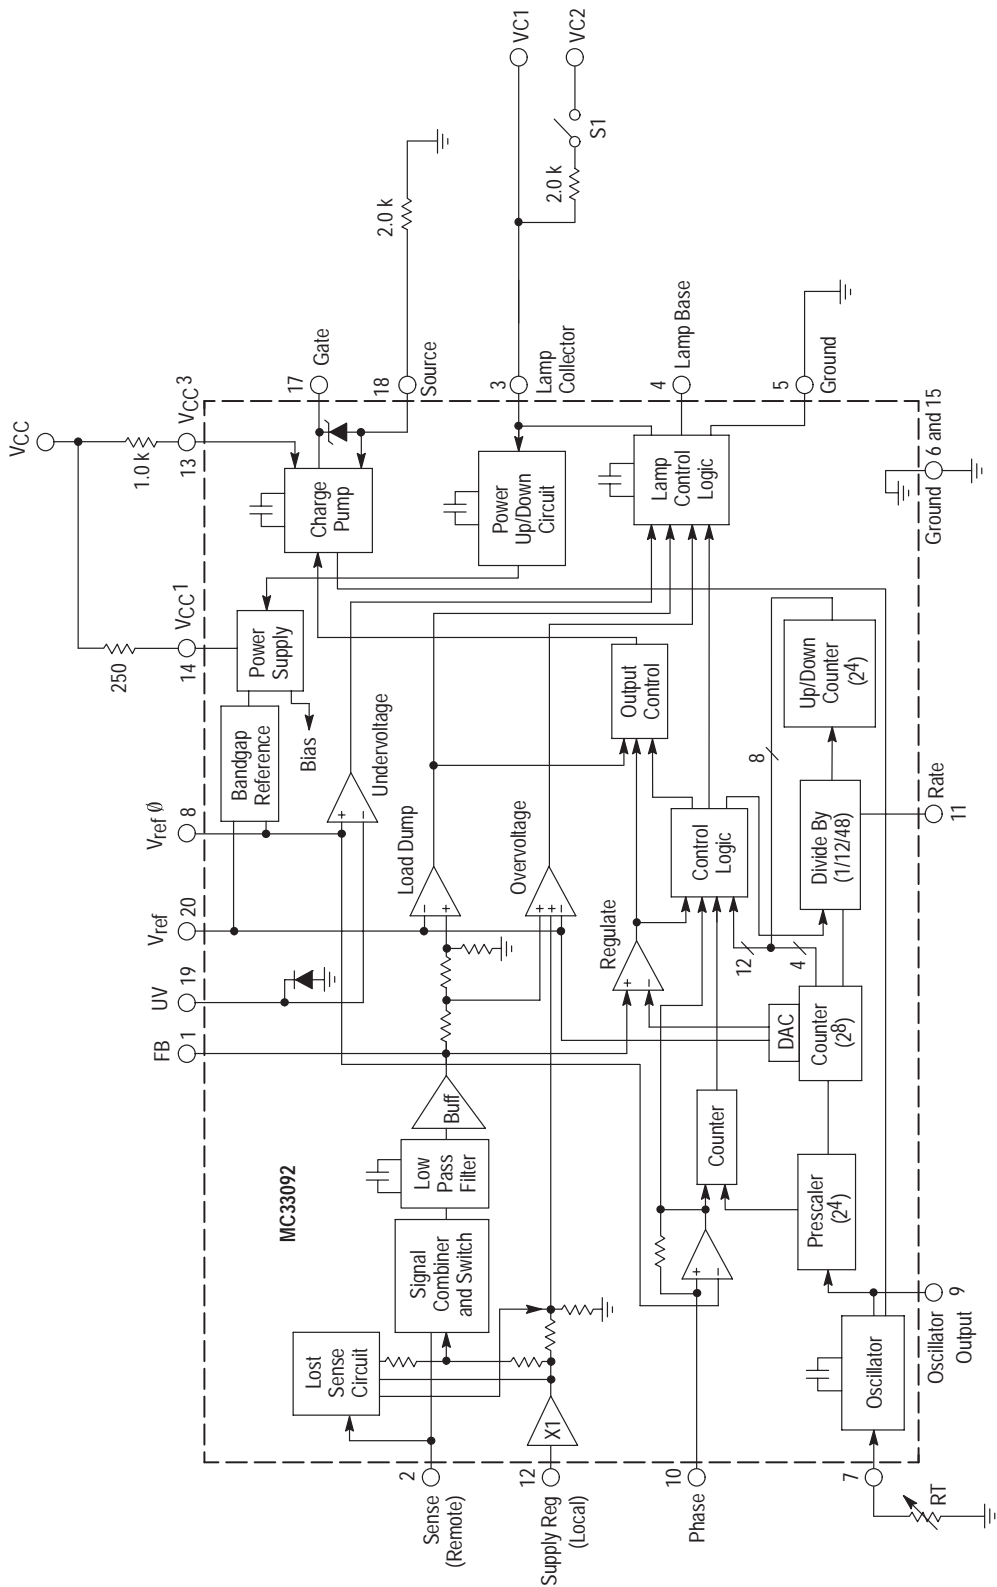 VCC
VC1
VC2
S1
2.0 k
2.0 k
1.0 k
250
VCC1
14
13
VCC3
Vref
20
Vref Ø
8
UV
19
FB
1
17
Gate
18
Source
3
Lamp
Collector
4
Lamp Base
5
Ground
6 and 15
Ground
11
Rate
9
Oscillator
Output
7
RT
10
Phase
12
Supply Reg
(Local)
2
Sense
(Remote)
MC33092
Lost
Sense
Circuit
Signal
Combiner
and Switch
Low
Pass
Filter
Buff
X1
Bandgap
Reference
Power
Supply
Bias
Charge
Pump
Power
Up/Down
Circuit
Lamp
Control
Logic
+
–
Undervoltage
–
+
Load Dump
+
+
–
Overvoltage
+
–
Regulate
Output
Control
Control
Logic
+
–
Counter
Prescaler
(24)
Oscillator
DAC
Counter
(28)
12
4
8
Divide By
(1/12/48)
Up/Down
Counter
(24)